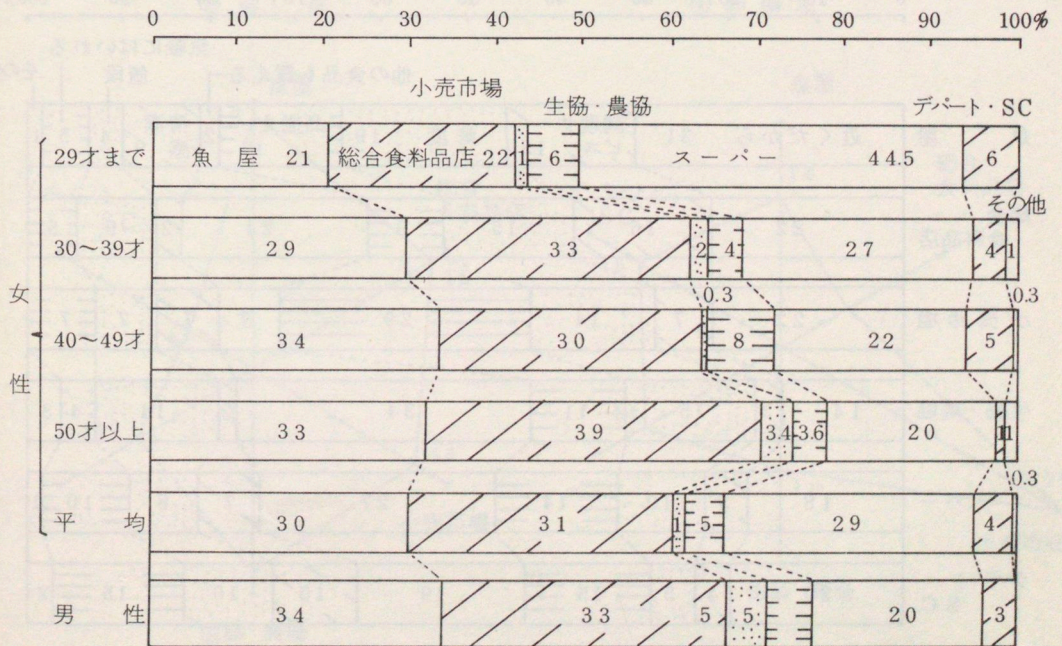 0 10 20 30 40 50 60 70 80 90 100%
小売市場
生協・農協
デパート・SC
29才まで 魚屋 21 総合食料品店 22 1 6 スーパー 44.5 6
その他
30〜39才 29 33 2 4 27 4 1
0.3 0.3
40〜49才 34 30 8 22 5
50才以上 33 39 3.4 3.6 20 1 1
0.3
平均 30 31 1 5 29 4
男性 34 33 5 5 20 3
女性